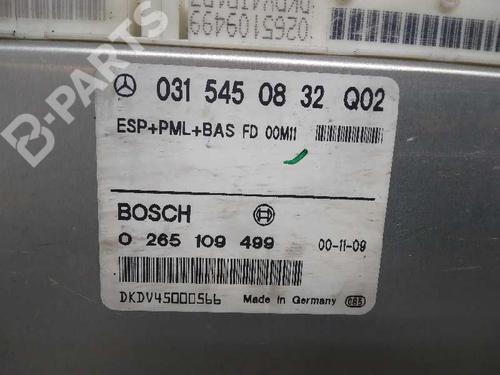 0265109499
B-PARTS
031 545 08 32 Q02
ESP+PML+BAS FD 00M11
BOSCH
0 265 109 499 00-11-09
DKDV45000566 Made in Germany